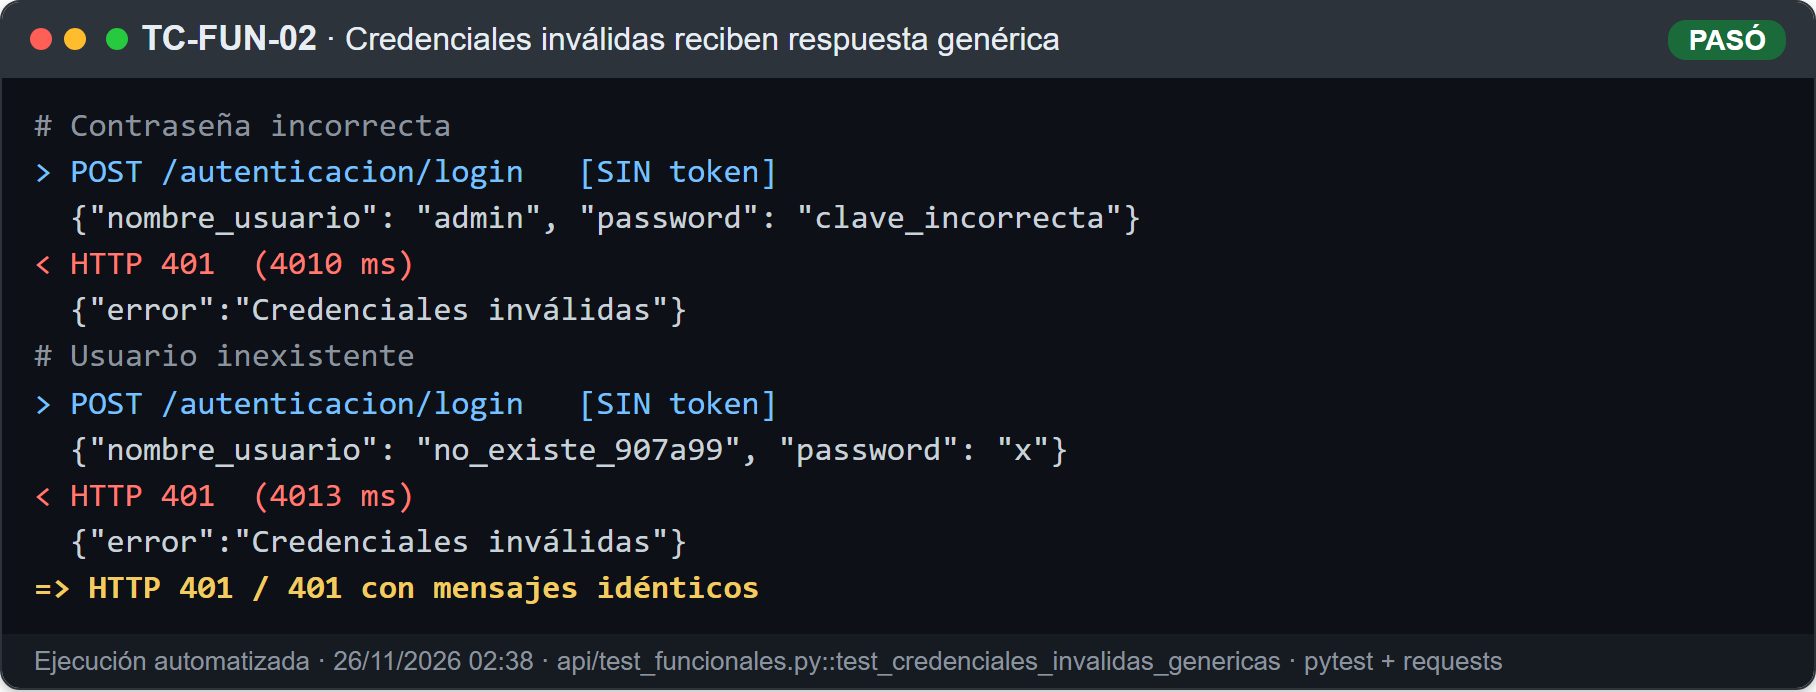 TC-FUN-02 · Credenciales inválidas reciben respuesta genérica PASÓ
# Contraseña incorrecta
> POST /autenticacion/login   [SIN token]
  {"nombre_usuario": "admin", "password": "clave_incorrecta"}
< HTTP 401  (4010 ms)
  {"error":"Credenciales inválidas"}
# Usuario inexistente
> POST /autenticacion/login   [SIN token]
  {"nombre_usuario": "no_existe_907a99", "password": "x"}
< HTTP 401  (4013 ms)
  {"error":"Credenciales inválidas"}
=> HTTP 401 / 401 con mensajes idénticos
Ejecución automatizada · 26/11/2026 02:38 · api/test_funcionales.py::test_credenciales_invalidas_genericas · pytest + requests